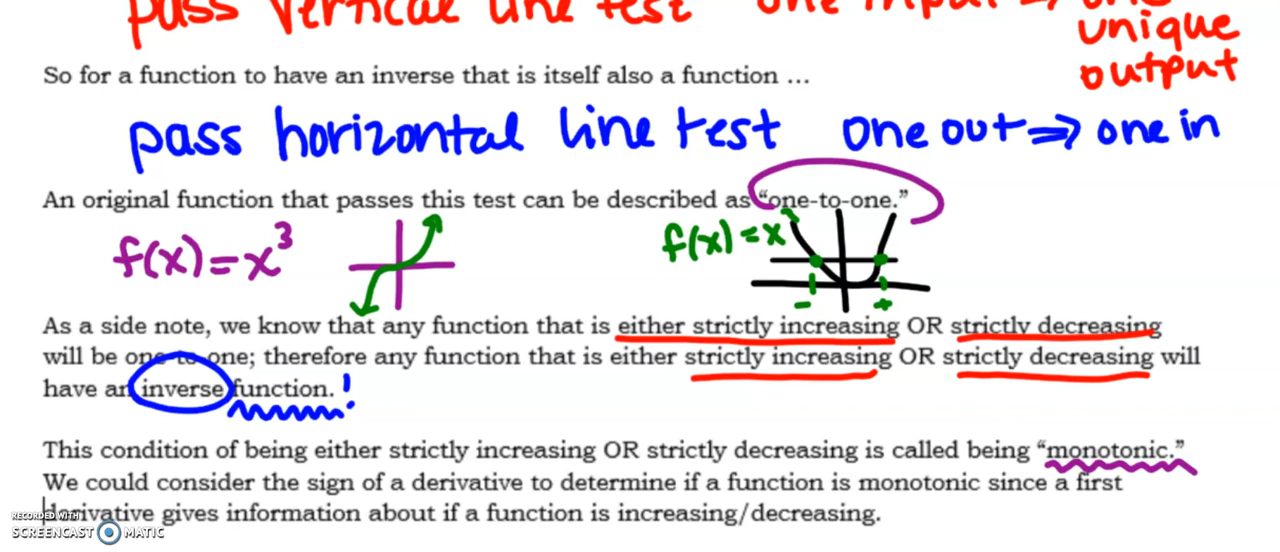 pass vertical line test one input ⇒ one
unique
output
So for a function to have an inverse that is itself also a function …
pass horizontal line test one out ⇒ one in
An original function that passes this test can be described as “one-to-one.”
f(x)=x³ f(x)=x
− +
As a side note, we know that any function that is either strictly increasing OR strictly decreasing
will be one-to-one; therefore any function that is either strictly increasing OR strictly decreasing will
have an inverse function. !
This condition of being either strictly increasing OR strictly decreasing is called being “monotonic.”
We could consider the sign of a derivative to determine if a function is monotonic since a first
derivative gives information about if a function is increasing/decreasing.
RECORDED WITH
SCREENCAST MATIC